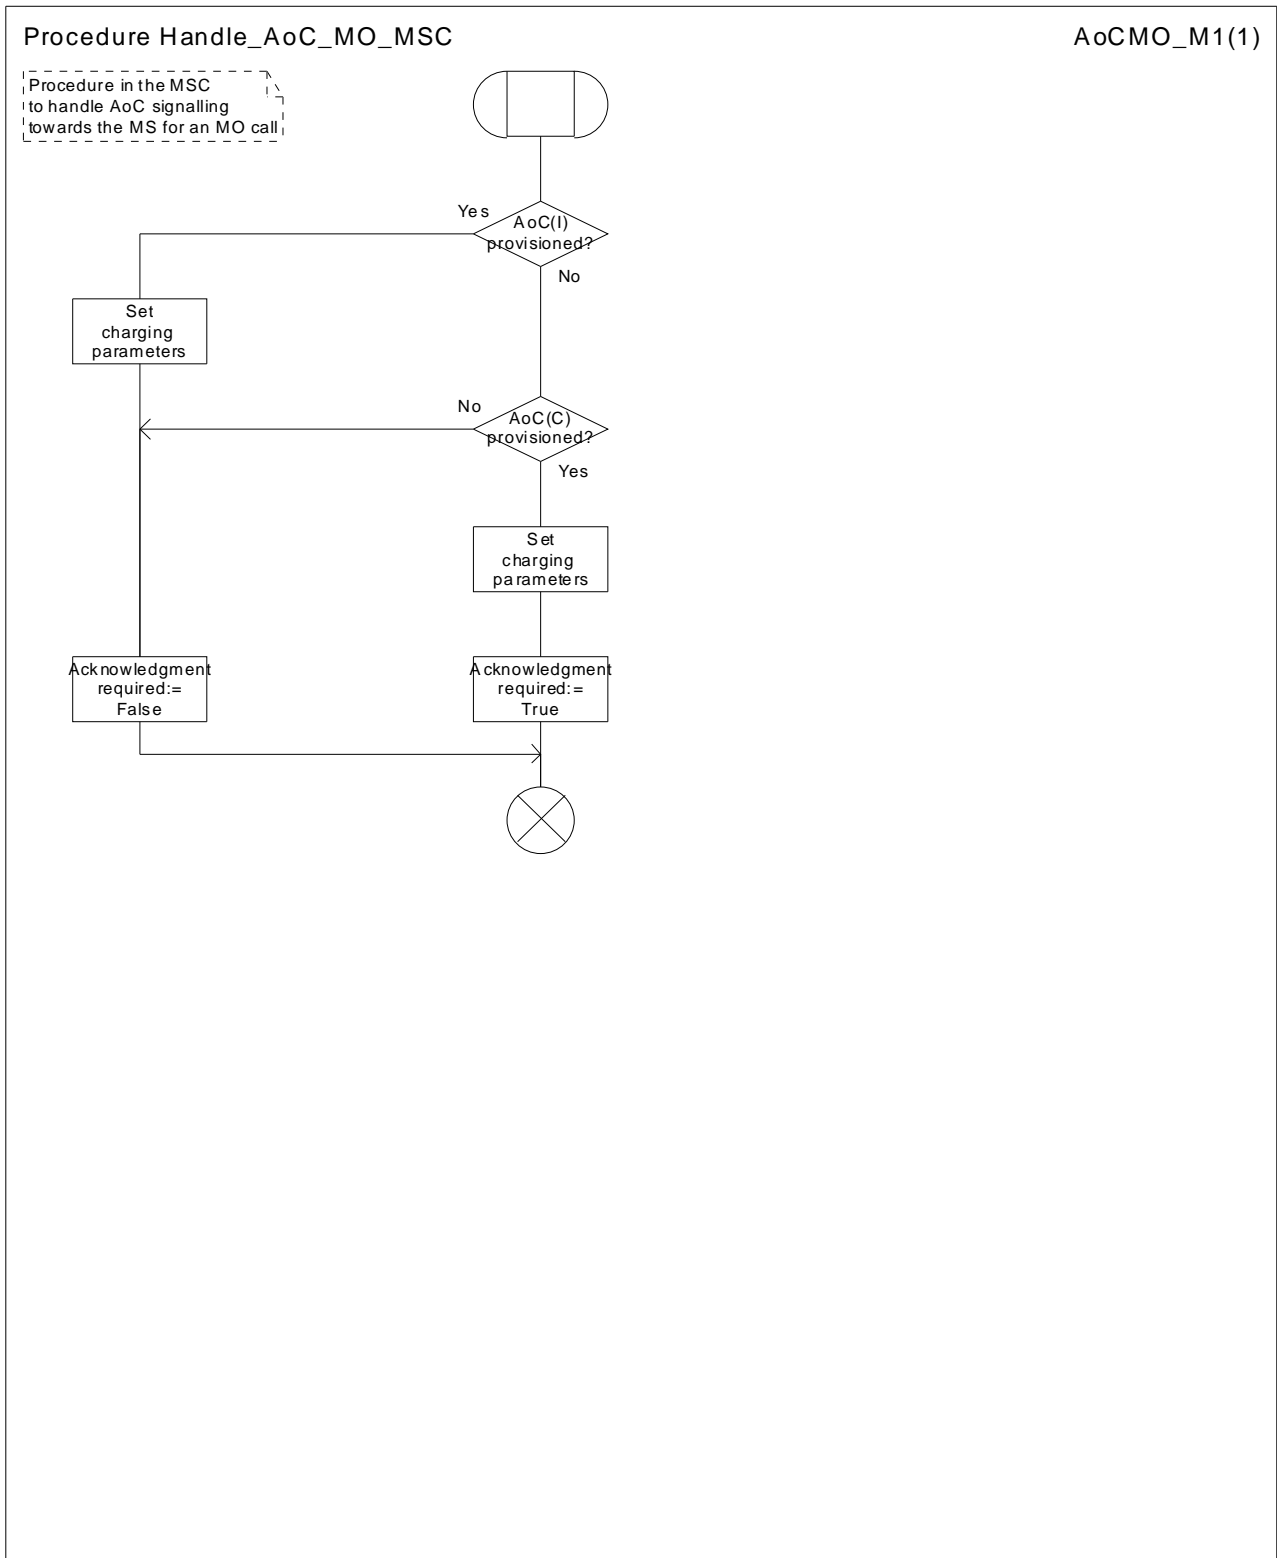 Procedure Handle_AoC_MO_MSC
AoCMO_M1(1)
Procedure in the MSC
to handle AoC signalling
towards the MS for an MO call
Yes
AoC(I)
provisioned?
No
Set
charging
parameters
No
AoC(C)
provisioned?
Yes
Set
charging
parameters
Acknowledgment
required:=
False
Acknowledgment
required:=
True